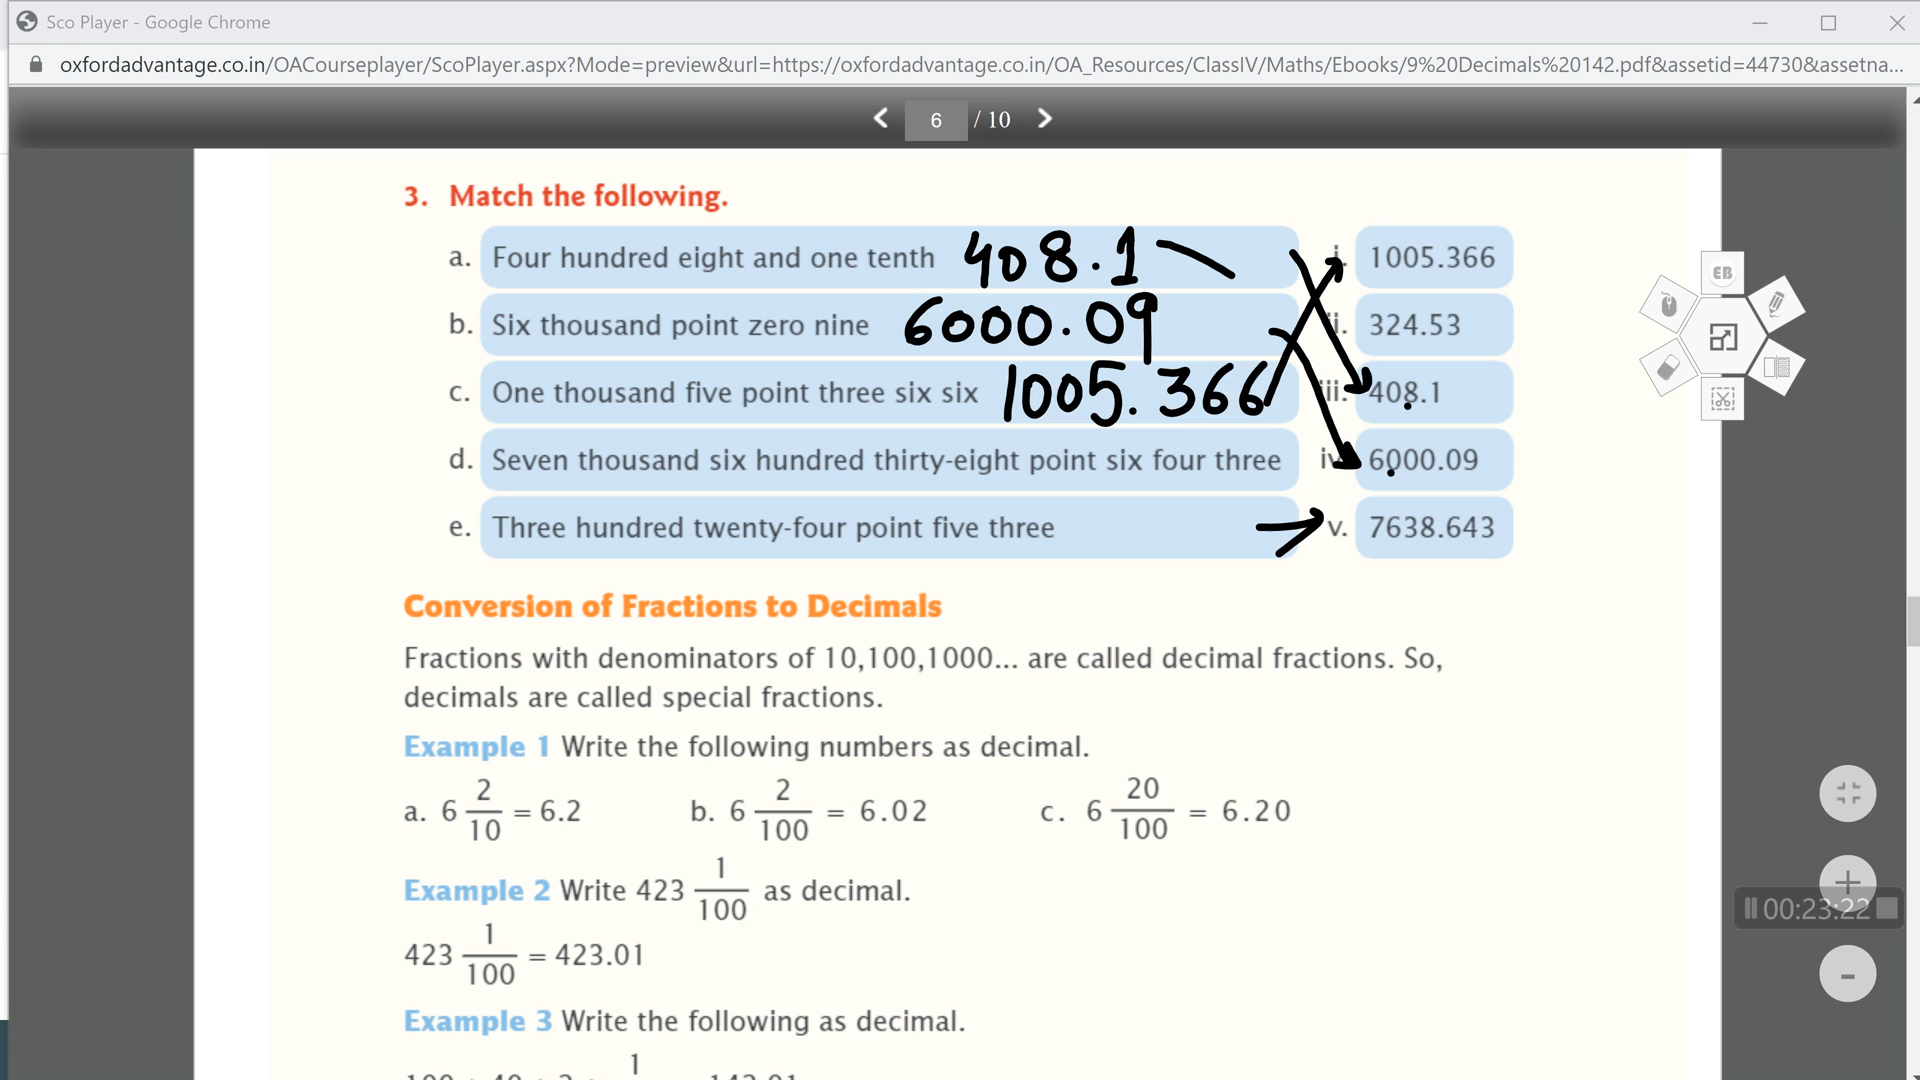 Sco Player - Google Chrome
oxfordadvantage.co.in/OACourseplayer/ScoPlayer.aspx?Mode=preview&url=https://oxfordadvantage.co.in/OA_Resources/ClassIV/Maths/Ebooks/9%20Decimals%20142.pdf&assetid=44730&assetna...
6 / 10
3. Match the following.
a. Four hundred eight and one tenth 408.1 i. 1005.366
EB
b. Six thousand point zero nine 6000.09 ii. 324.53
c. One thousand five point three six six 1005.366 iii. 408.1
d. Seven thousand six hundred thirty-eight point six four three iv. 6000.09
e. Three hundred twenty-four point five three v. 7638.643
Conversion of Fractions to Decimals
Fractions with denominators of 10,100,1000... are called decimal fractions. So,
decimals are called special fractions.
Example 1 Write the following numbers as decimal.
a. 6 2/10 = 6.2 b. 6 2/100 = 6.02 c. 6 20/100 = 6.20
Example 2 Write 423 1/100 as decimal.
00:23:22
423 1/100 = 423.01
Example 3 Write the following as decimal.